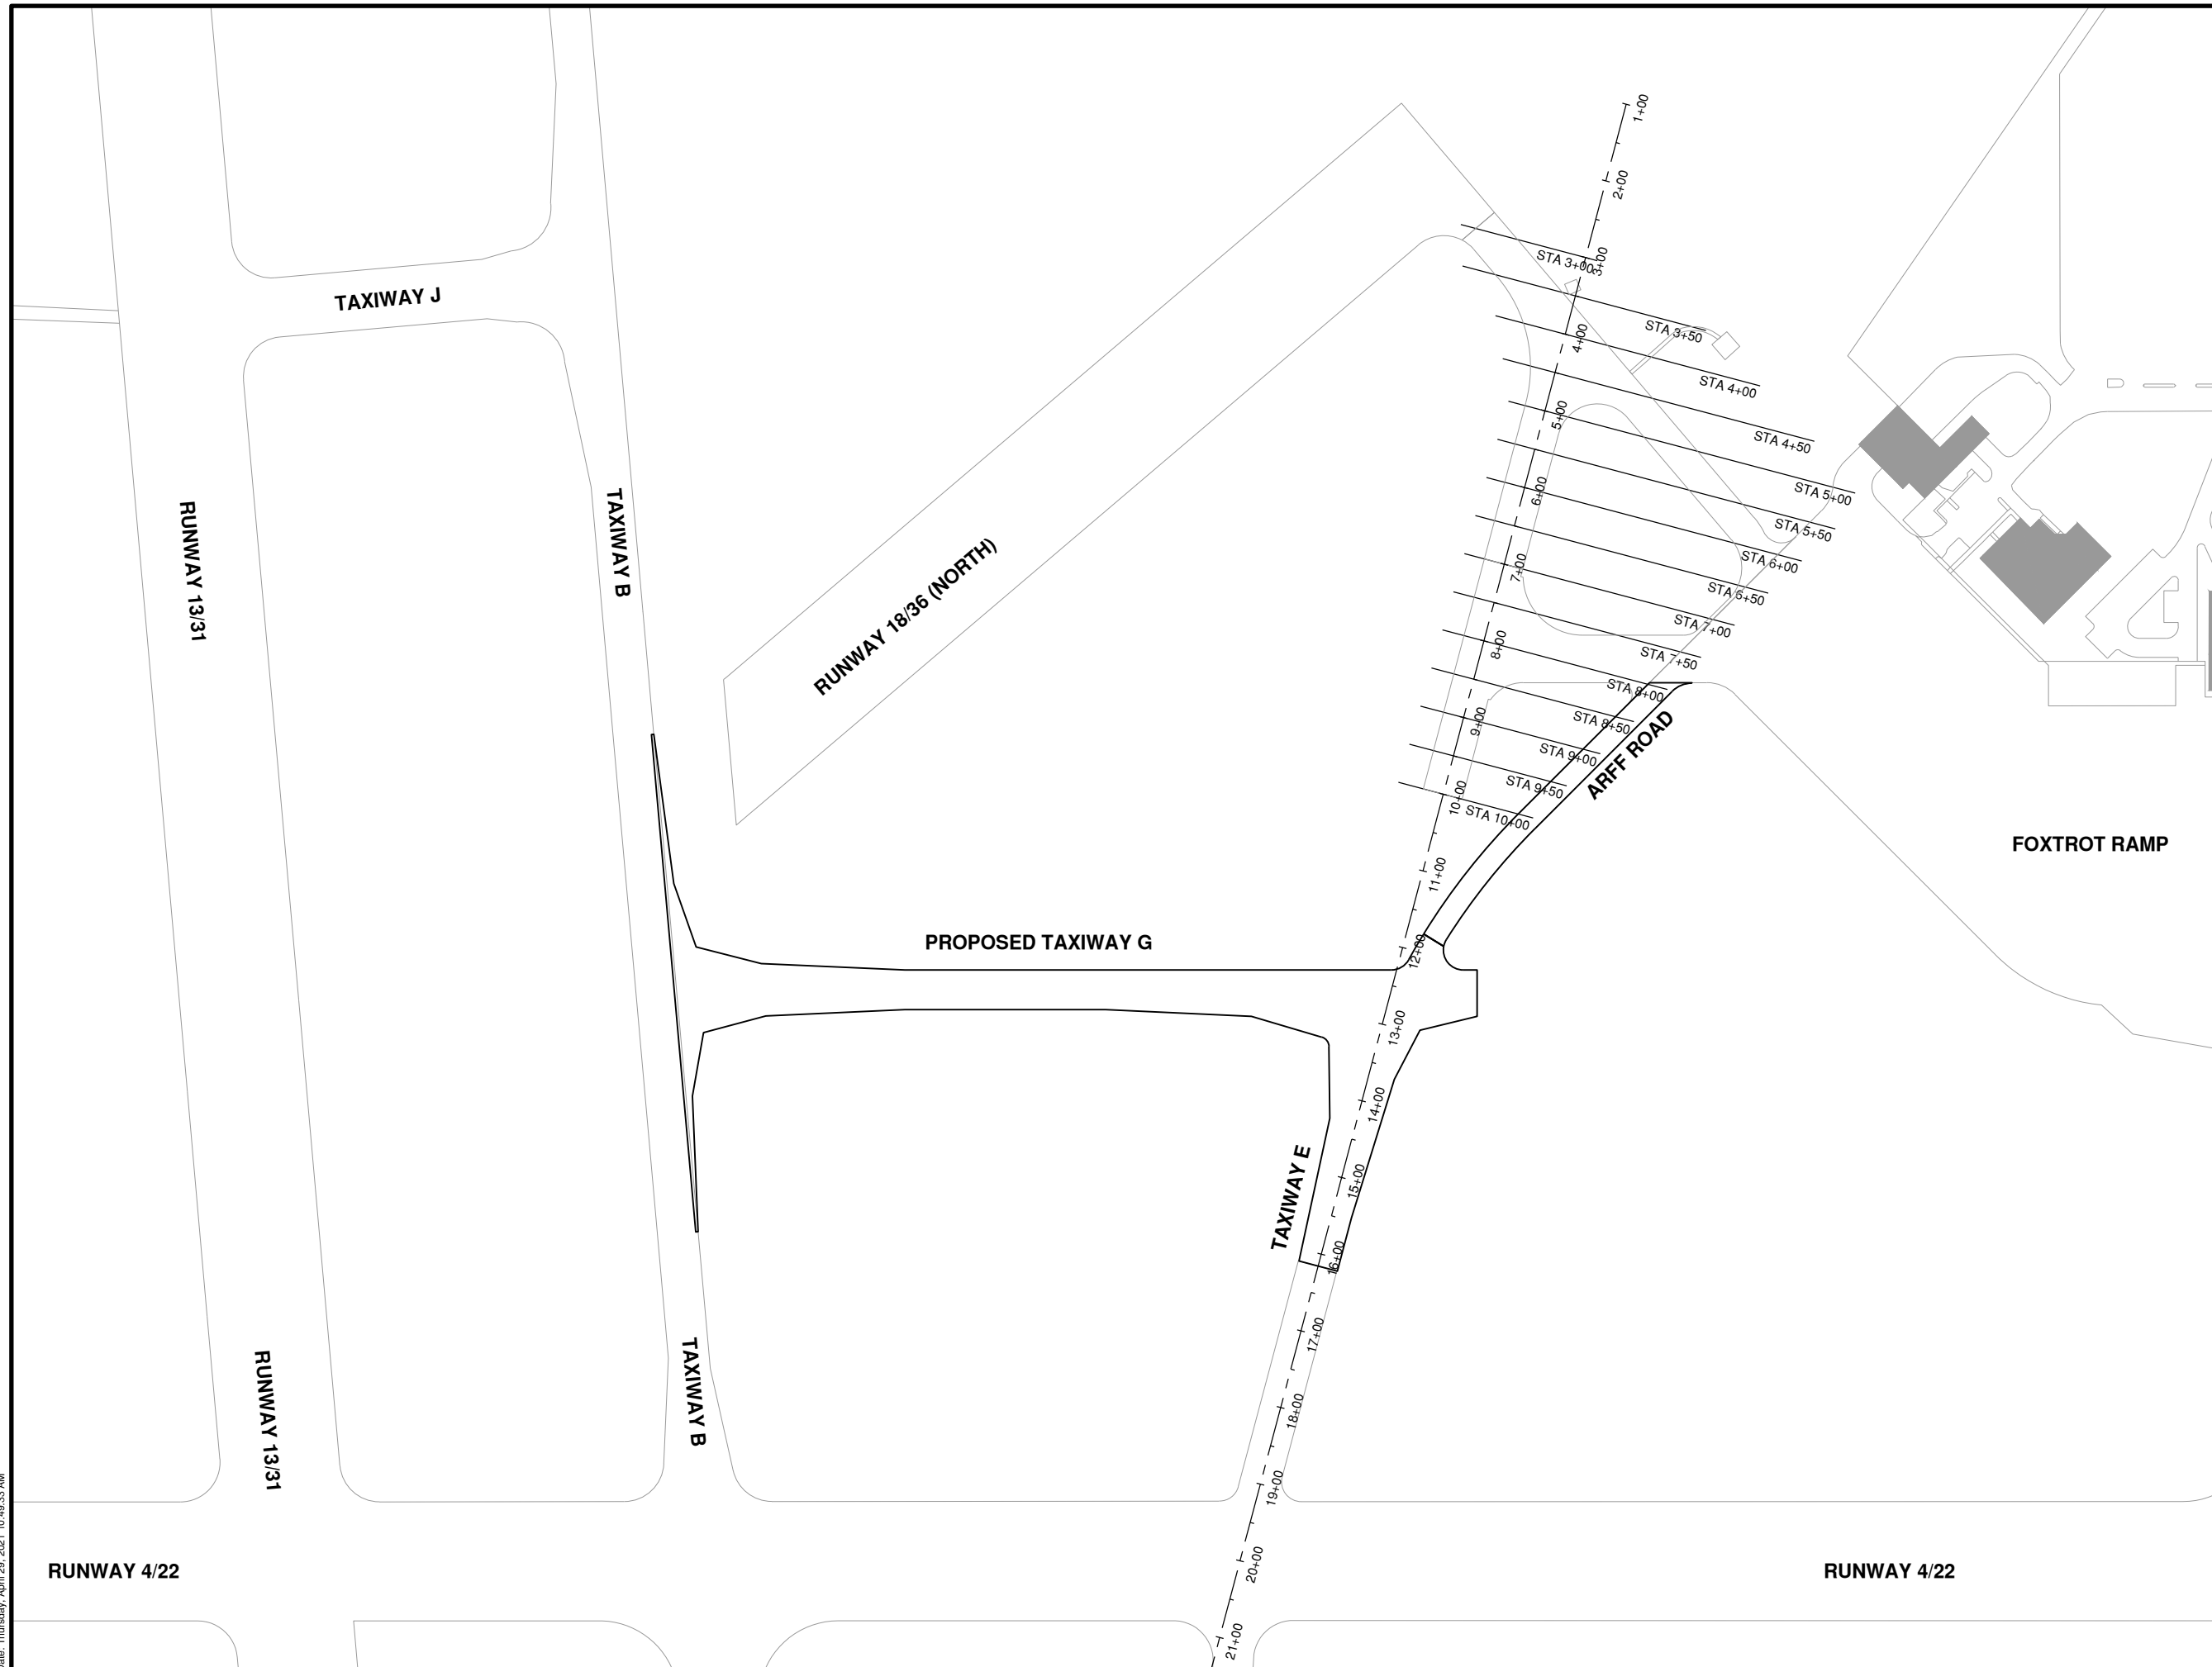 1+00
2+00
3+00
4+00
5+00
6+00
7+00
8+00
9+00
10+00
11+00
12+00
13+00
14+00
15+00
16+00
17+00
18+00
19+00
20+00
21+00
STA 3+00
STA 3+50
STA 4+00
STA 4+50
STA 5+00
STA 5+50
STA 6+00
STA 6+50
STA 7+00
STA 7+50
STA 8+00
STA 8+50
STA 9+00
STA 9+50
STA 10+00
TAXIWAY J
RUNWAY 13/31
TAXIWAY B
RUNWAY 18/36 (NORTH)
ARFF ROAD
FOXTROT RAMP
PROPOSED TAXIWAY G
TAXIWAY E
RUNWAY 13/31
TAXIWAY B
RUNWAY 4/22
RUNWAY 4/22